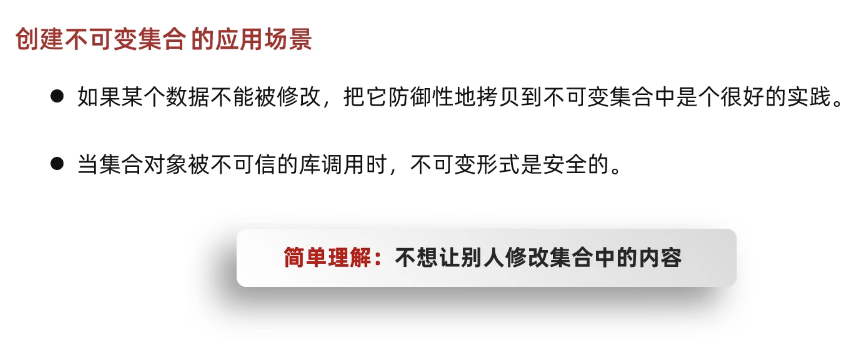 创建不可变集合的应用场景
● 如果某个数据不能被修改，把它防御性地拷贝到不可变集合中是个很好的实践。
● 当集合对象被不可信的库调用时，不可变形式是安全的。
简单理解：不想让别人修改集合中的内容